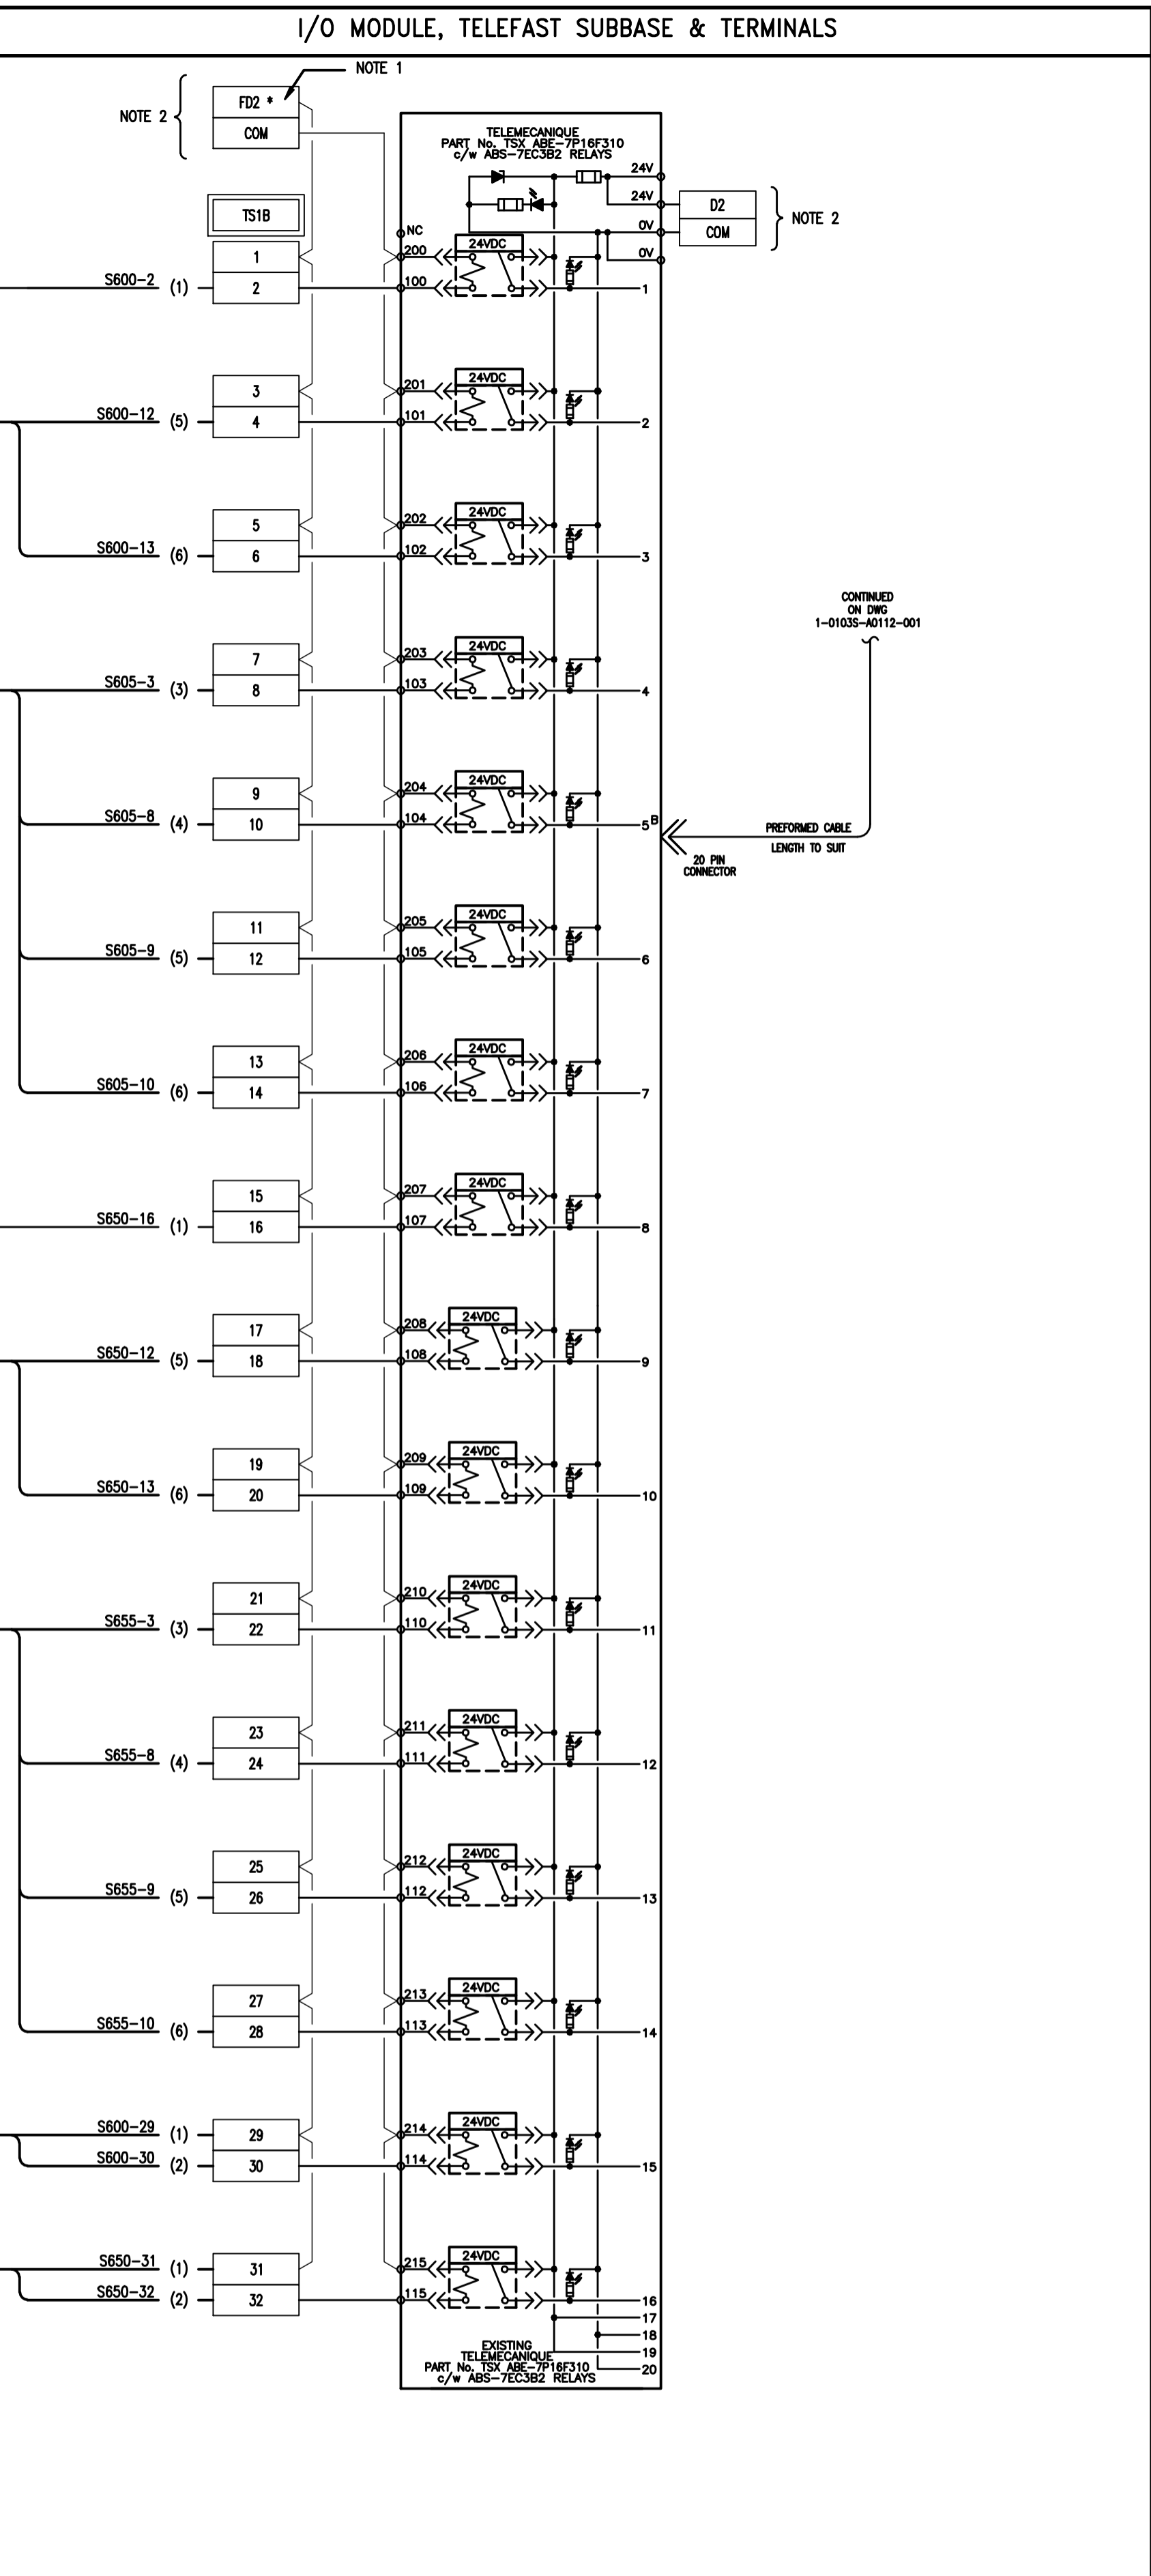 I/O MODULE, TELEFAST SUBBASE & TERMINALS
NOTE 1
NOTE 2
FD2 *
COM
TELEMECANIQUE
PART No. TSX ABE-7P16F310
c/w ABS-7EC3B2 RELAYS
24V
24V
0V
0V
D2
COM
NOTE 2
TS1B
NC
1
200
24VDC
S600-2 (1) 2
100
1
3
201
24VDC
S600-12 (5) 4
101
2
5
202
24VDC
S600-13 (6) 6
102
3
CONTINUED
ON DWG
1-0103S-A0112-001
7
203
24VDC
S605-3 (3) 8
103
4
9
204
24VDC
S605-8 (4) 10
104
5
B
PREFORMED CABLE
LENGTH TO SUIT
20 PIN
CONNECTOR
11
205
24VDC
S605-9 (5) 12
105
6
13
206
24VDC
S605-10 (6) 14
106
7
15
207
24VDC
S650-16 (1) 16
107
8
17
208
24VDC
S650-12 (5) 18
108
9
19
209
24VDC
S650-13 (6) 20
109
10
21
210
24VDC
S655-3 (3) 22
110
11
23
211
24VDC
S655-8 (4) 24
111
12
25
212
24VDC
S655-9 (5) 26
112
13
27
213
24VDC
S655-10 (6) 28
113
14
S600-29 (1) 29
214
24VDC
S600-30 (2) 30
114
15
S650-31 (1) 31
215
24VDC
S650-32 (2) 32
115
16
17
18
19
20
EXISTING
TELEMECANIQUE
PART No. TSX ABE-7P16F310
c/w ABS-7EC3B2 RELAYS